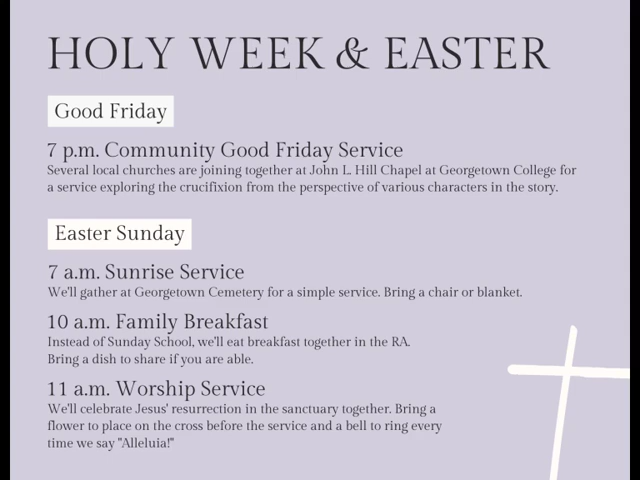 HOLY WEEK & EASTER
Good Friday
7 p.m. Community Good Friday Service
Several local churches are joining together at John L. Hill Chapel at Georgetown College for
a service exploring the crucifixion from the perspective of various characters in the story.
Easter Sunday
7 a.m. Sunrise Service
We'll gather at Georgetown Cemetery for a simple service. Bring a chair or blanket.
10 a.m. Family Breakfast
Instead of Sunday School, we'll eat breakfast together in the RA.
Bring a dish to share if you are able.
11 a.m. Worship Service
We'll celebrate Jesus' resurrection in the sanctuary together. Bring a
flower to place on the cross before the service and a bell to ring every
time we say "Alleluia!"